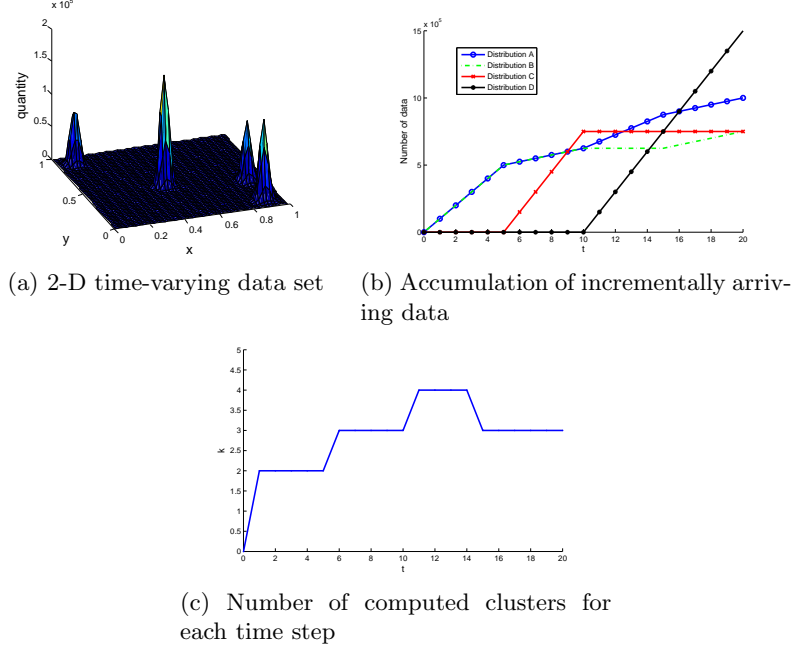 x 10⁵
2
1.5
1
0.5
0
quantity
1
0.5
0
y
0
0.2
0.4
0.6
0.8
1
x
x 10⁵
15
10
5
0
Number of data
Distribution A
Distribution B
Distribution C
Distribution D
0 2 4 6 8 10 12 14 16 18 20
t
(a) 2-D time-varying data set
(b) Accumulation of incrementally arriv-
ing data
5
4.5
4
3.5
3
2.5
2
1.5
1
0.5
0
k
0 2 4 6 8 10 12 14 16 18 20
t
(c) Number of computed clusters for
each time step